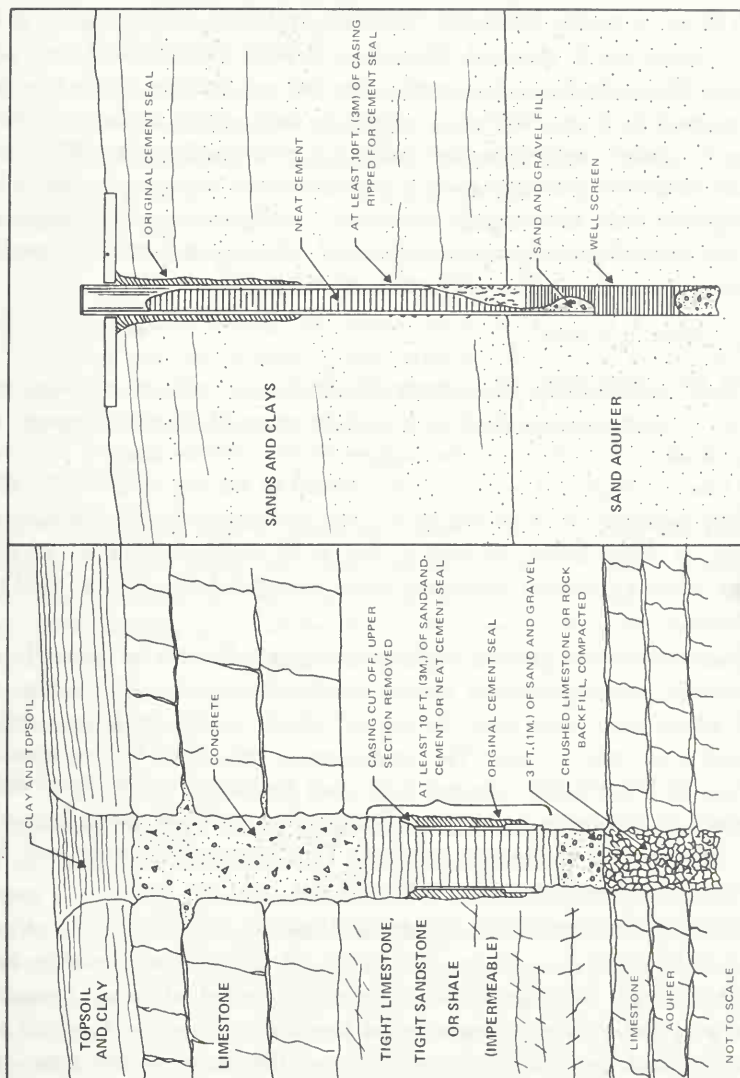 CLAY AND TOPSOIL
TOPSOIL
AND CLAY
LIMESTONE
CONCRETE
CASING CUT OFF, UPPER
SECTION REMOVED
TIGHT LIMESTONE,
TIGHT SANDSTONE
OR SHALE
(IMPERMEABLE)
AT LEAST 10 FT, (3M,) OF SAND-AND-
CEMENT OR NEAT CEMENT SEAL
ORGINAL CEMENT SEAL
3 FT, (1M,) OF SAND AND GRAVEL
CRUSHED LIMESTONE OR ROCK
BACKFILL, COMPACTED
LIMESTONE
AQUIFER
NOT TO SCALE
ORIGINAL CEMENT SEAL
SANDS AND CLAYS
NEAT CEMENT
AT LEAST 10FT, (3M) OF CASING
RIPPED FOR CEMENT SEAL
SAND AND GRAVEL FILL
WELL SCREEN
SAND AQUIFER